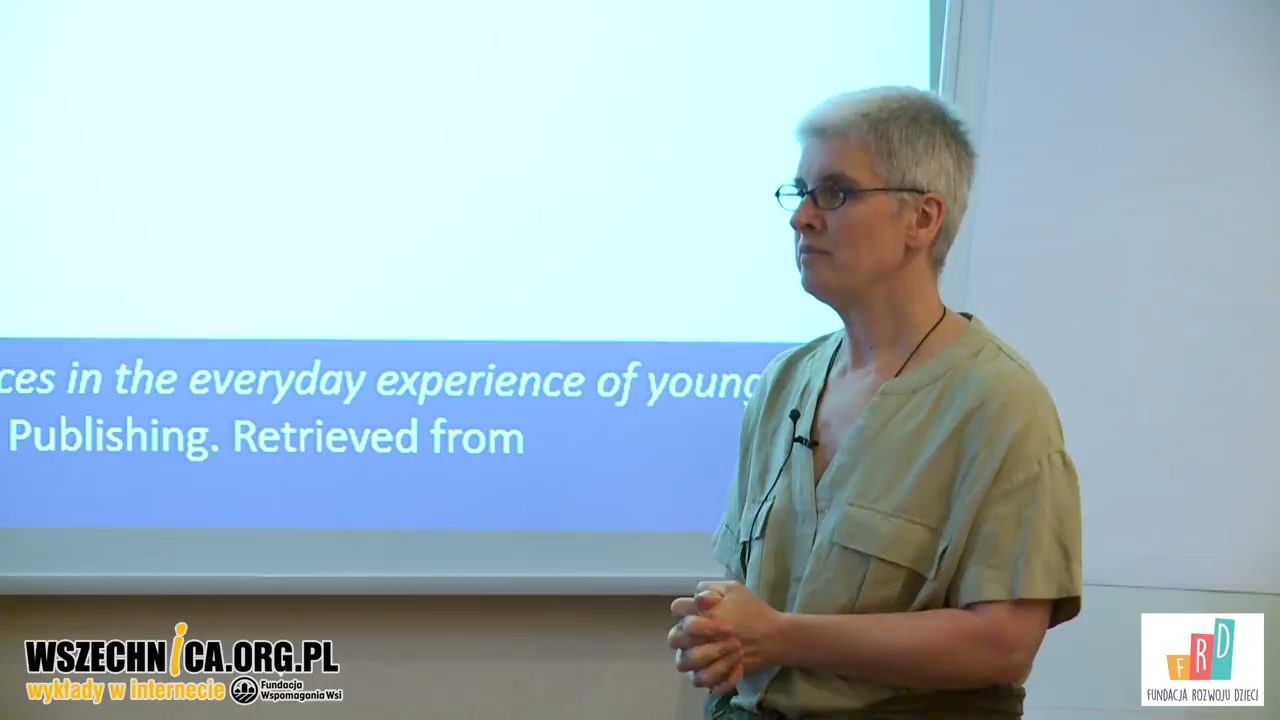 ces in the everyday experience of young
Publishing. Retrieved from
WSZECHNiCA.ORG.PL
wykłady w internecie
Fundacja
Wspomagania Wsi
FRD
FUNDACJA ROZWOJU DZIECI